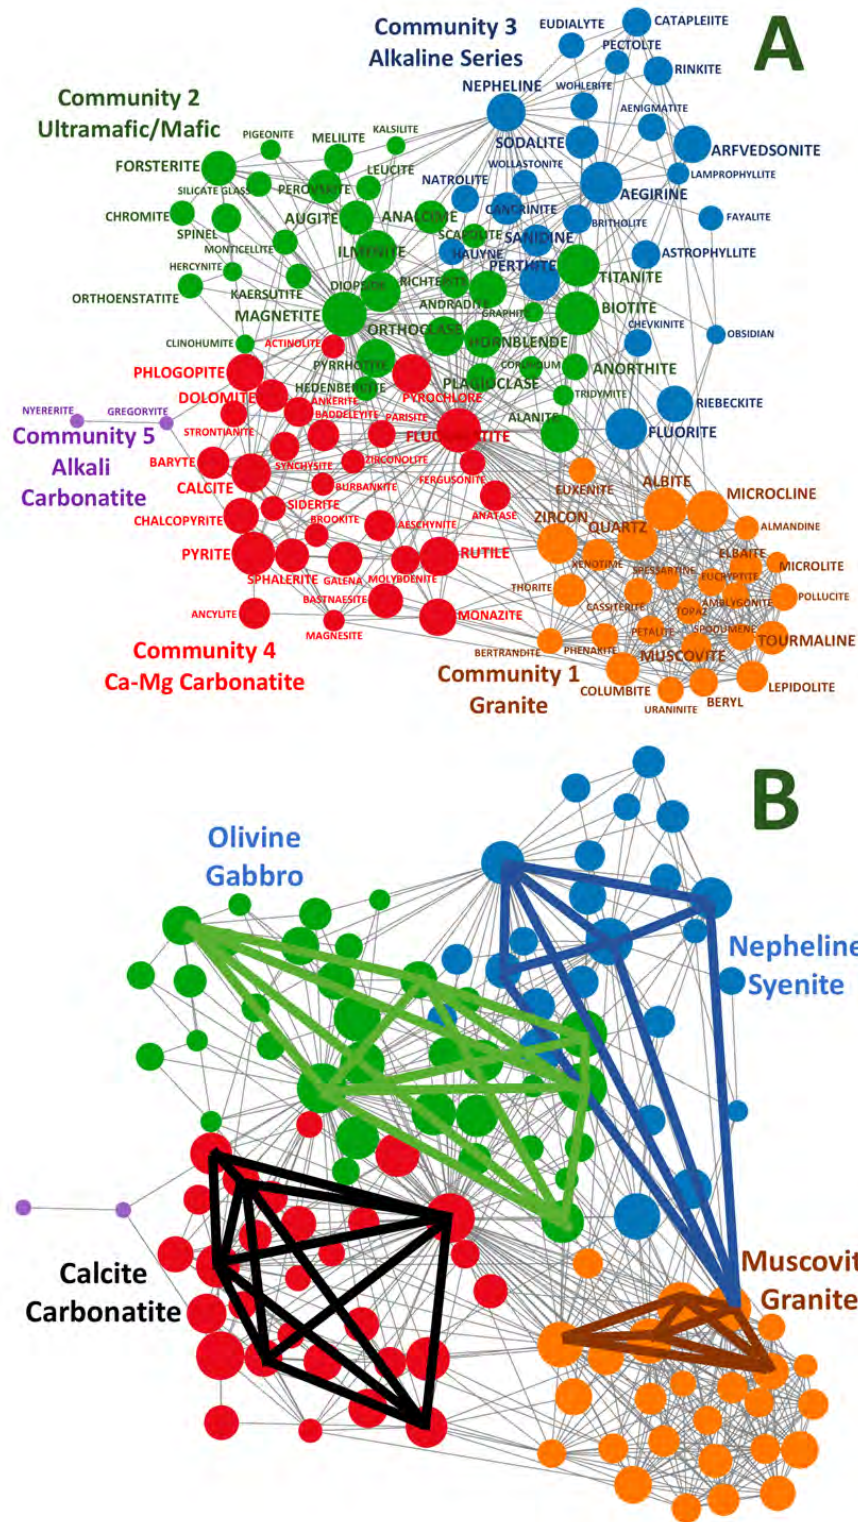 A
Community 3
Alkaline Series
EUDIALYTE
CATAPLEIITE
PECTOLTE
RINKITE
NEPHELINE
WOHLERITE
AENIGMATITE
Community 2
Ultramafic/Mafic
PIGEONITE
KALSILITE
MELILITE
SODALITE
ARFVEDSONITE
FORSTERITE
LEUCITE
WOLLASTONITE
LAMPROPHYLLITE
SILICATE GLASS
PEROVSKITE
NATROLITE
AEGIRINE
CHROMITE
AUGITE
ANALCIME
CANCRINITE
BRITHOLITE
FAYALITE
SPINEL
SCAPOLITE
SANIDINE
MONTICELLITE
ILMENITE
HAUYNE
ASTROPHYLLITE
HERCYNITE
PERTHITE
TITANITE
KAERSUTITE
DIOPSIDE
RICHTERITE
ORTHOENSTATITE
ANDRADITE
GRAPHITE
BIOTITE
MAGNETITE
ORTHOCLASE
CHEVKINITE
OBSIDIAN
CLINOHUMITE
ACTINOLITE
HORNBLENDE
PYRRHOTITE
CORUNDUM
ANORTHITE
PHLOGOPITE
HEDENBERGITE
PLAGIOCLASE
TRIDYMITE
DOLOMITE
ANKERITE
PYROCHLORE
RIEBECKITE
NYERERITE
GREGORYITE
BADDELEYITE
PARISITE
ALANITE
STRONTIANITE
FLUORAPATITE
FLUORITE
Community 5
Alkali
Carbonatite
BARYTE
SYNCHYSITE
ZIRCONOLITE
FERGUSONITE
EUXENITE
ALBITE
MICROCLINE
CALCITE
BURBANKITE
ANATASE
CHALCOPYRITE
SIDERITE
BROOKITE
AESCHYNITE
ZIRCON
QUARTZ
ALMANDINE
PYRITE
RUTILE
XENOTIME
ELBAITE
SPHALERITE
GALENA
MOLYBDENITE
SPESSARTINE
EUCRYPTITE
MICROLITE
THORITE
BASTNAESITE
CASSITERITE
AMBLYGONITE
POLLUCITE
ANCYLITE
MONAZITE
TOPAZ
MAGNESITE
PETALITE
SPODUMENE
TOURMALINE
BERTRANDITE
PHENAKITE
MUSCOVITE
Community 4
Ca-Mg Carbonatite
Community 1
Granite
COLUMBITE
BERYL
LEPIDOLITE
URANINITE
B
Olivine
Gabbro
Nepheline
Syenite
Calcite
Carbonatite
Muscovit
Granite